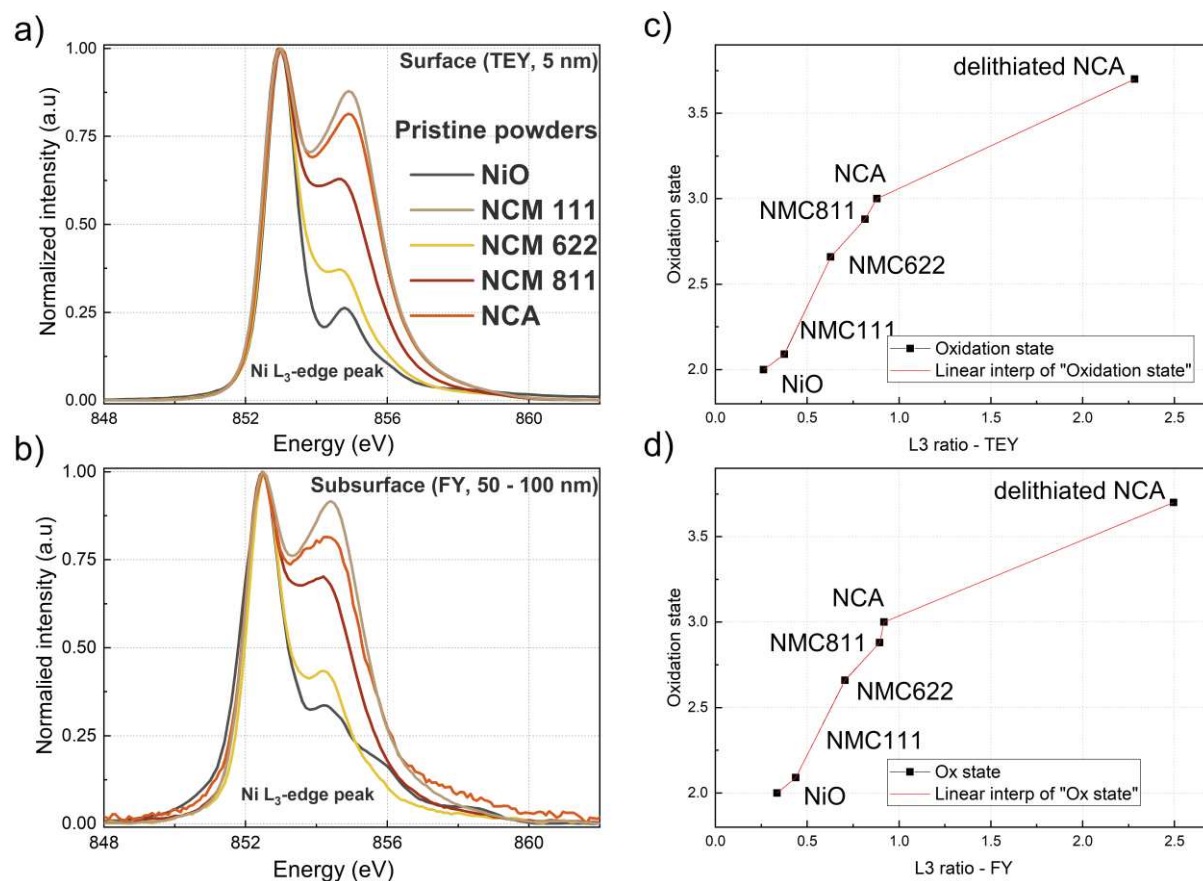 a)
Surface (TEY, 5 nm)
Pristine powders
NiO
NCM 111
NCM 622
NCM 811
NCA
Ni L3-edge peak
1.00
0.75
0.50
0.25
0.00
Normalized intensity (a.u)
848
852
856
860
Energy (eV)
b)
Subsurface (FY, 50 - 100 nm)
Ni L3-edge peak
1.00
0.75
0.50
0.25
0.00
Normalied intensity (a.u)
848
852
856
860
Energy (eV)
c)
delithiated NCA
NCA
NMC811
NMC622
NMC111
NiO
Oxidation state
Linear interp of "Oxidation state"
3.5
3.0
2.5
2.0
Oxidation state
0.0
0.5
1.0
1.5
2.0
2.5
L3 ratio - TEY
d)
delithiated NCA
NCA
NMC811
NMC622
NMC111
NiO
Ox state
Linear interp of "Ox state"
3.5
3.0
2.5
2.0
Oxidation state
0.0
0.5
1.0
1.5
2.0
2.5
L3 ratio - FY